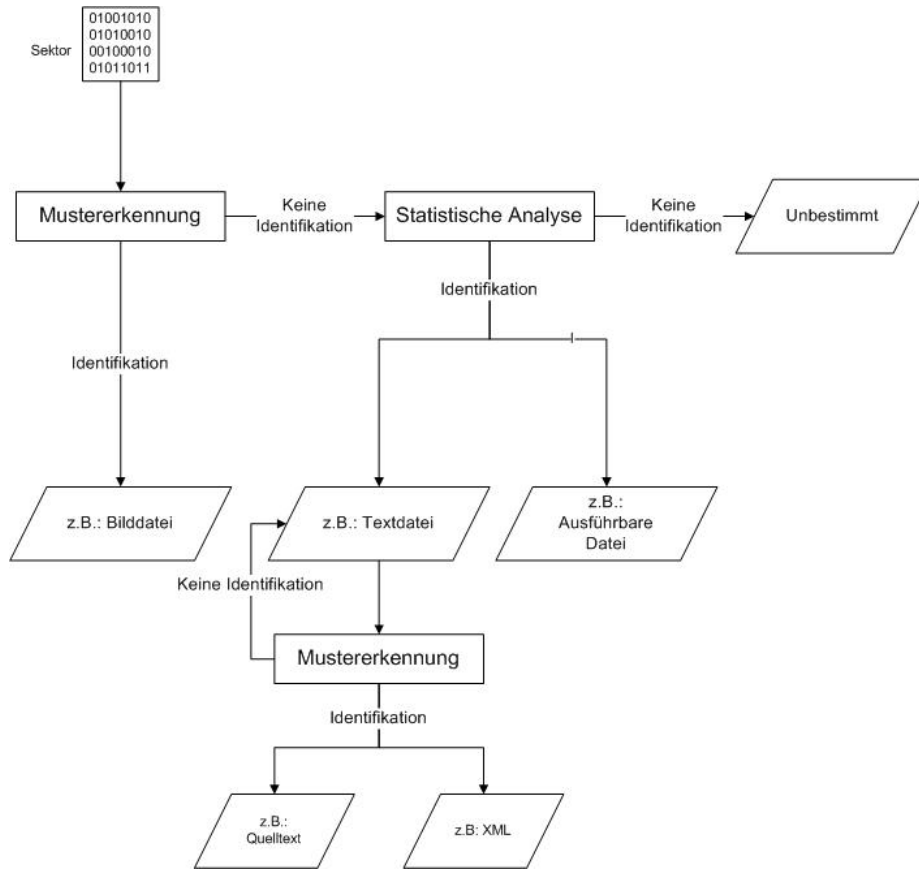 01001010
01010010
Sektor
00100010
01011011
Mustererkennung
Keine
Identifikation
Statistische Analyse
Keine
Identifikation
Unbestimmt
Identifikation
Identifikation
z.B.: Bilddatei
z.B.: Textdatei
z.B.:
Ausführbare
Datei
Keine Identifikation
Mustererkennung
Identifikation
z.B.:
Quelltext
z.B: XML